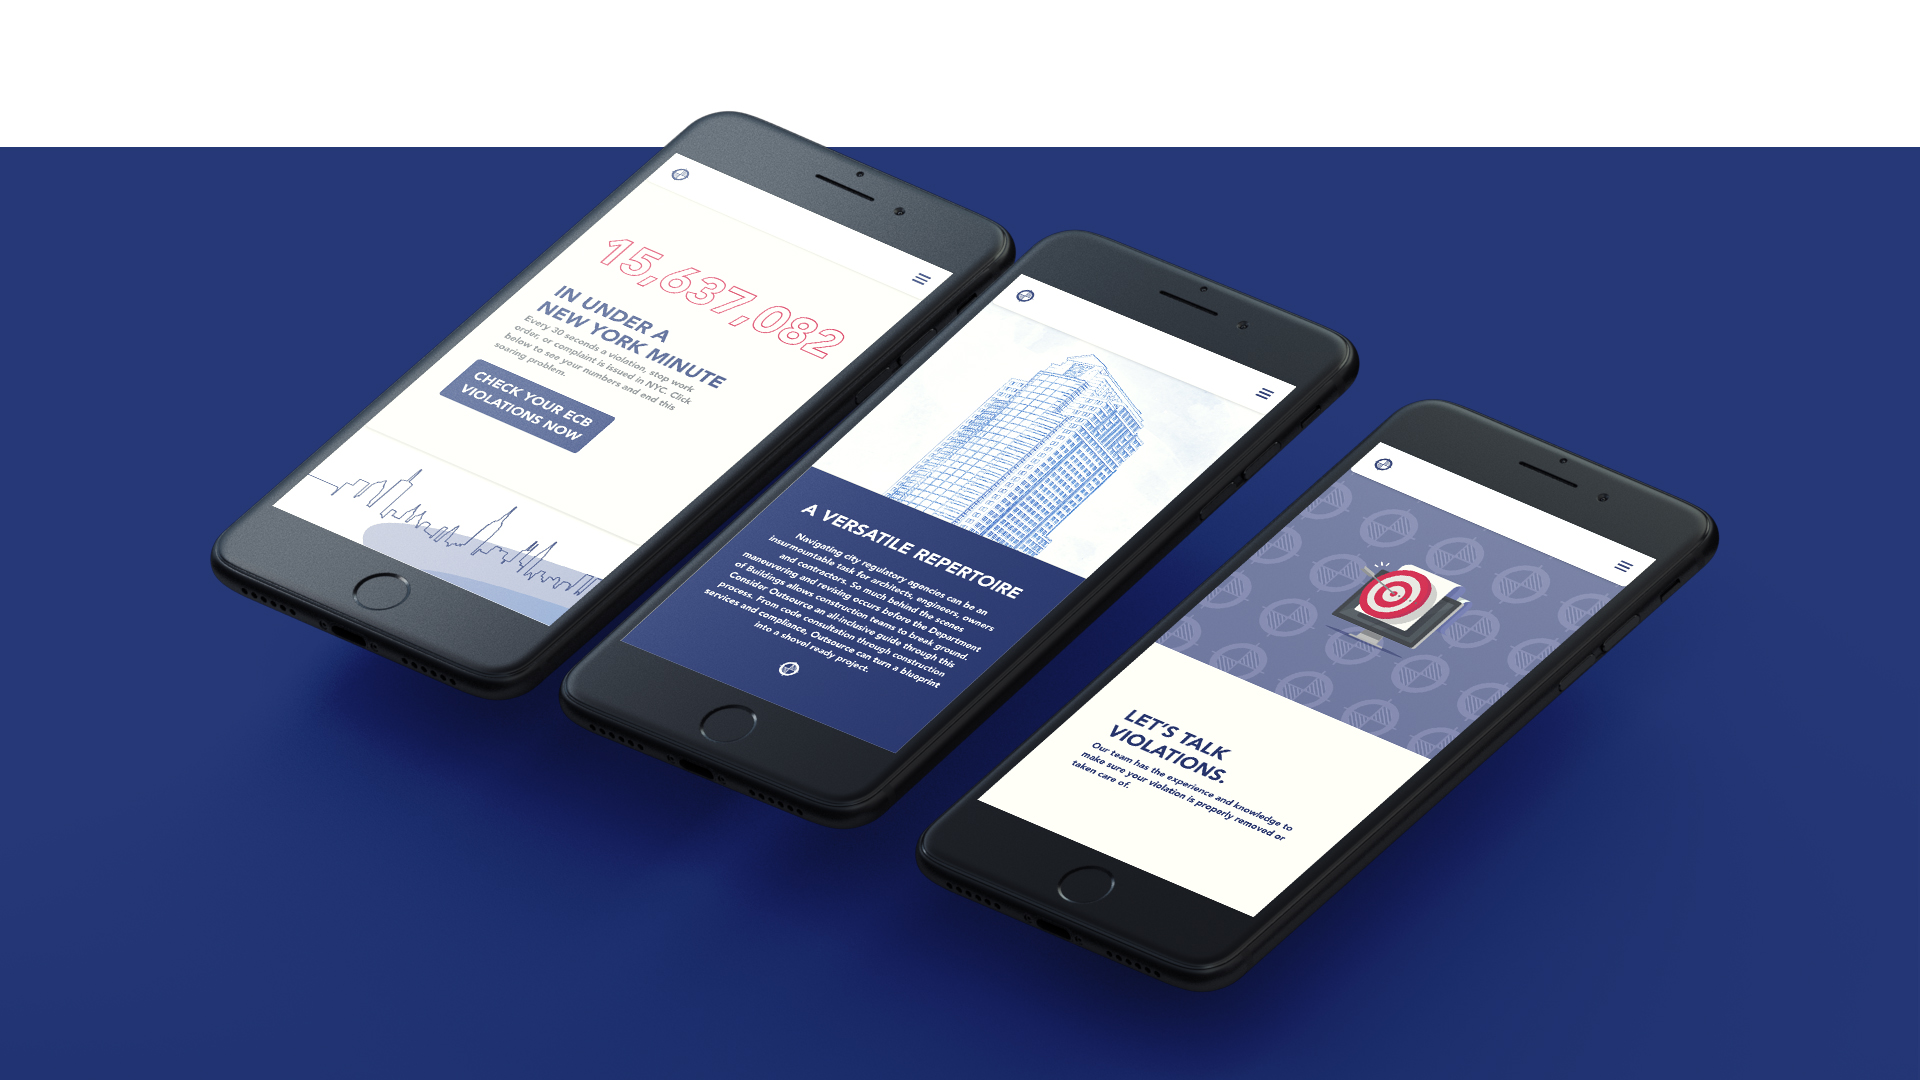 15,637,082
IN UNDER A
NEW YORK MINUTE
Every 30 seconds a violation, stop work
order, or complaint is issued in NYC. Click
below to see your numbers and end this
soaring problem.
CHECK YOUR ECB
VIOLATIONS NOW
A VERSATILE REPERTOIRE
Navigating city regulatory agencies can be an
insurmountable task for architects, engineers, owners
and contractors. So much behind the scenes
maneuvering and revising occurs before the Department
of Buildings allows construction teams to break ground.
Consider Outsource an all-inclusive guide through this
process. From code consultation through construction
services and compliance, Outsource can turn a blueprint
into a shovel ready project.
LET'S TALK
VIOLATIONS.
Our team has the experience and knowledge to
make sure your violation is properly removed or
taken care of.